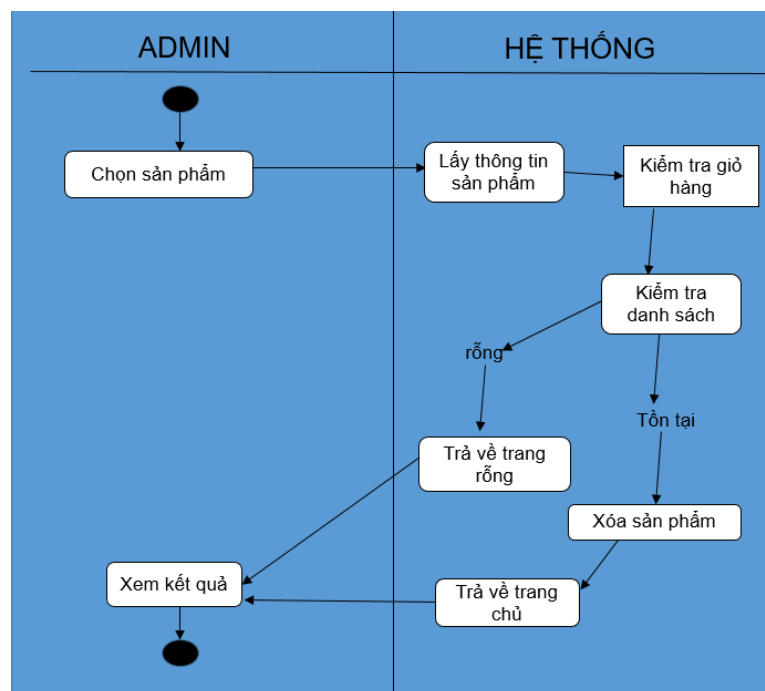 ADMIN
HỆ THỐNG
Chọn sản phẩm
Lấy thông tin
sản phẩm
Kiểm tra giỏ
hàng
Kiểm tra
danh sách
rỗng
Tồn tại
Trả về trang
rỗng
Xóa sản phẩm
Xem kết quả
Trả về trang
chủ